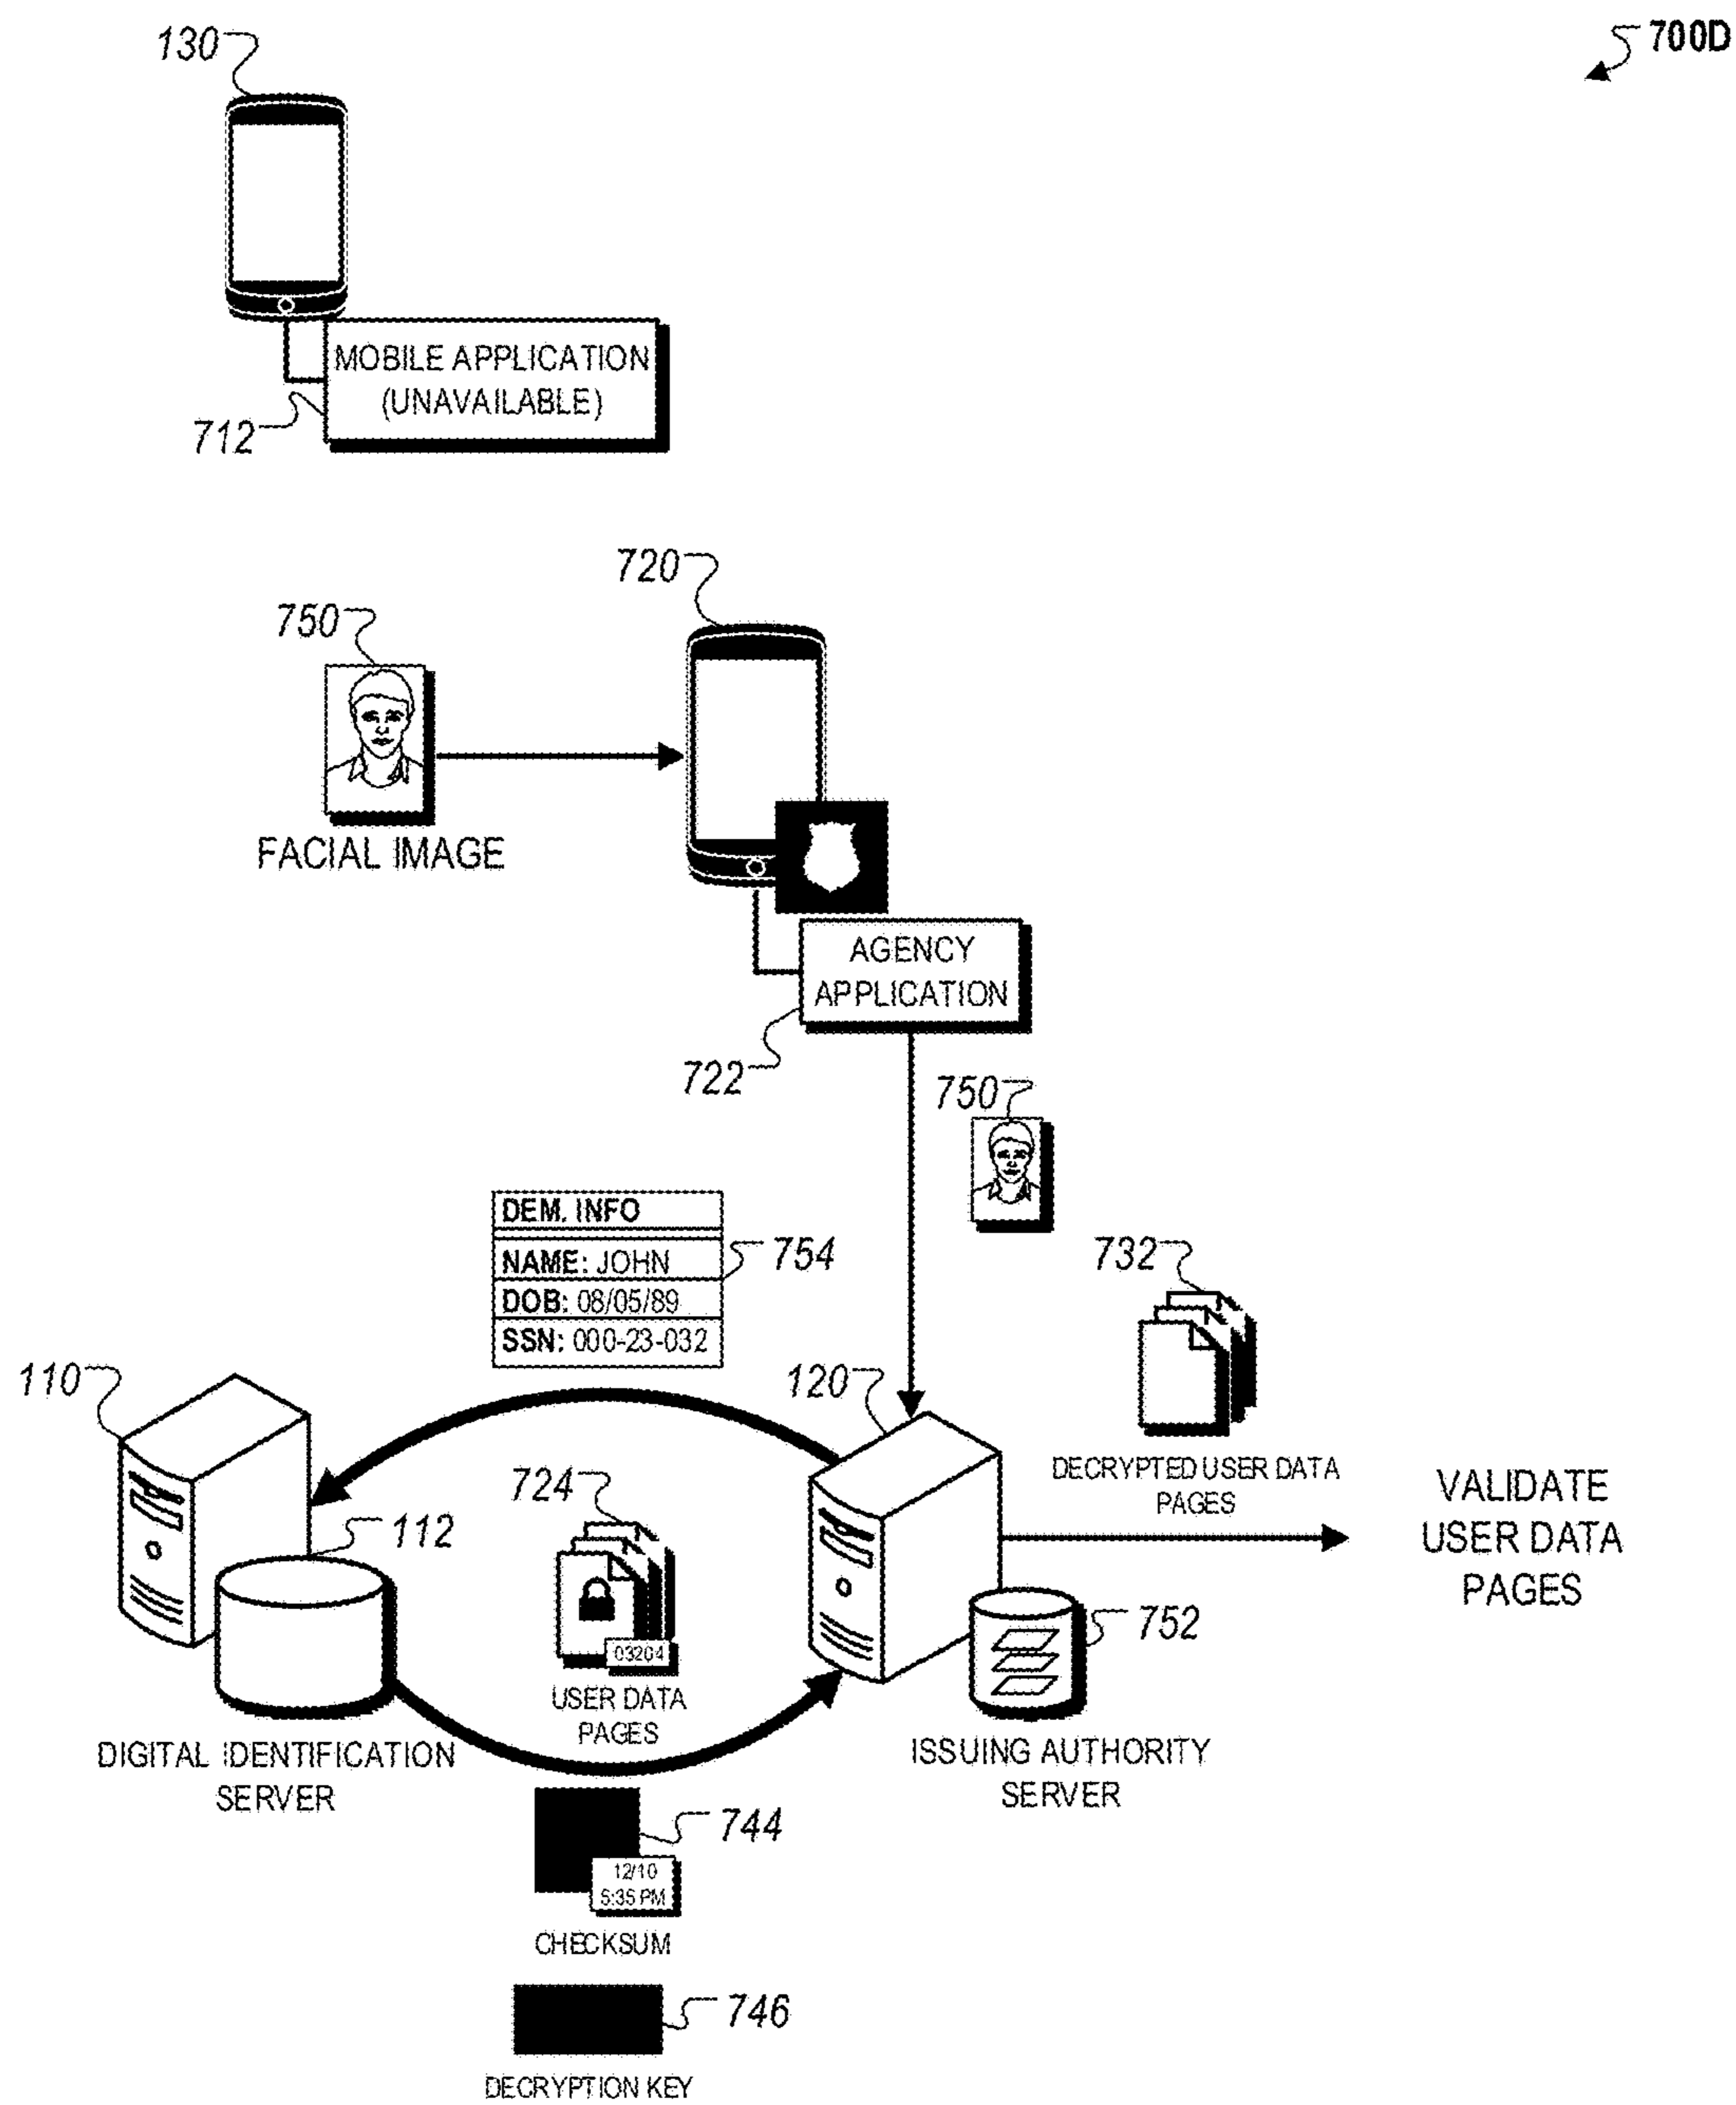 700D
130
MOBILE APPLICATION
(UNAVAILABLE)
712
720
750
FACIAL IMAGE
AGENCY
APPLICATION
722
750
DEM. INFO
NAME: JOHN
DOB: 08/05/89
SSN: 000-23-032
754
732
DECRYPTED USER DATA
PAGES
110
120
724
112
03204
USER DATA
PAGES
752
VALIDATE
USER DATA
PAGES
DIGITAL IDENTIFICATION
SERVER
ISSUING AUTHORITY
SERVER
744
12/10
5:35 PM
CHECKSUM
746
DECRYPTION KEY